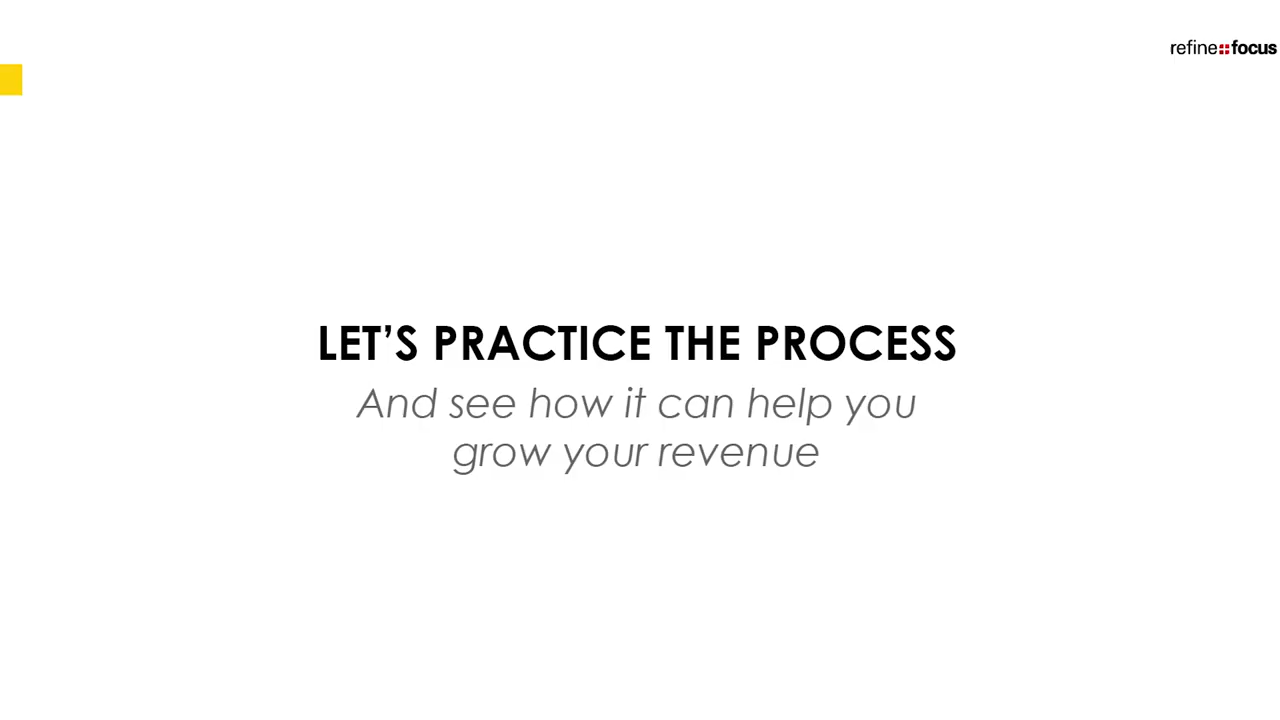 refine focus
LET’S PRACTICE THE PROCESS
And see how it can help you
grow your revenue